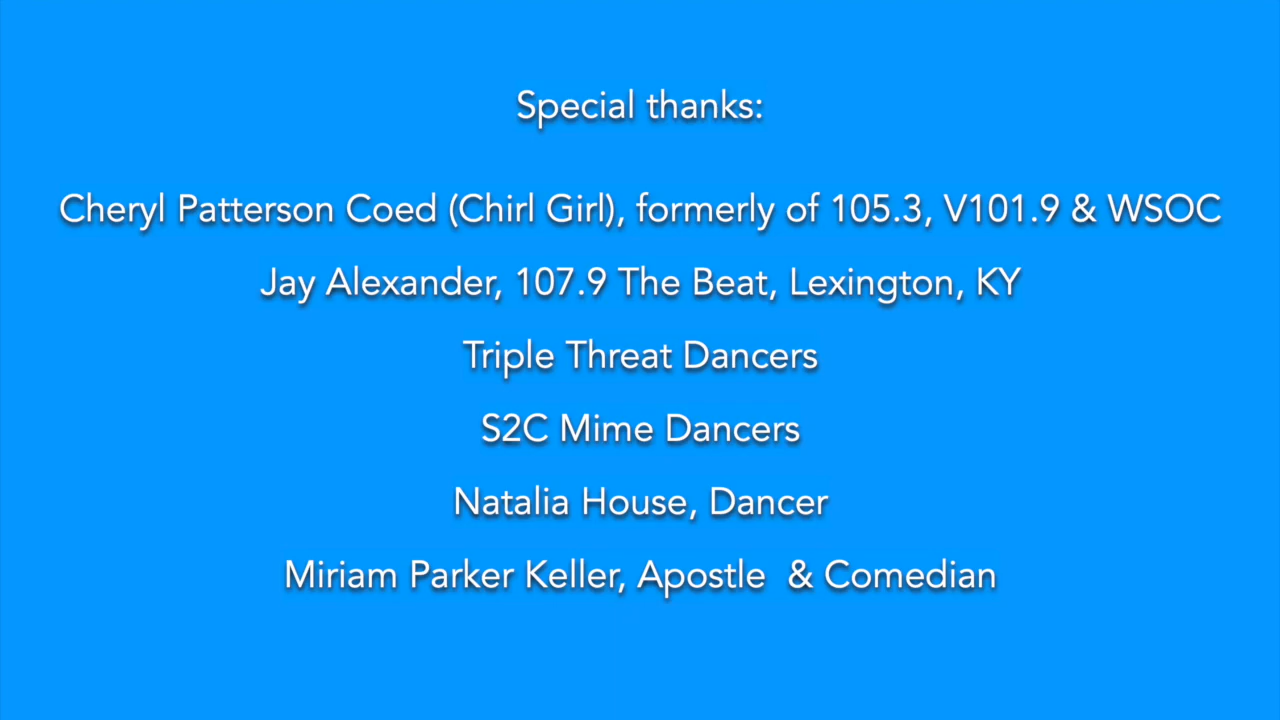 Special thanks:
Cheryl Patterson Coed (Chirl Girl), formerly of 105.3, V101.9 & WSOC
Jay Alexander, 107.9 The Beat, Lexington, KY
Triple Threat Dancers
S2C Mime Dancers
Natalia House, Dancer
Miriam Parker Keller, Apostle  & Comedian